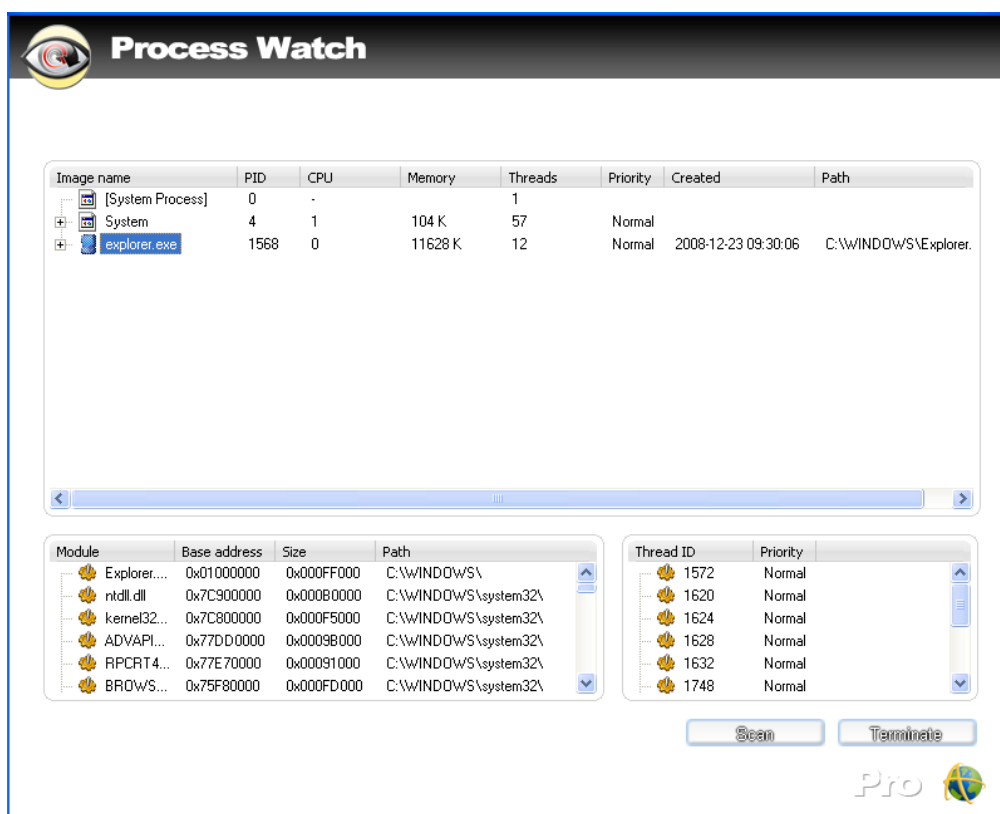 Process Watch
Image name PID CPU Memory Threads Priority Created Path
[System Process] 0 - 1
System 4 1 104 K 57 Normal
explorer.exe 1568 0 11628 K 12 Normal 2008-12-23 09:30:06 C:\WINDOWS\Explorer.
Module Base address Size Path
Explorer.... 0x01000000 0x000FF000 C:\WINDOWS\
ntdll.dll 0x7C900000 0x000B0000 C:\WINDOWS\system32\
kernel32... 0x7C800000 0x000F5000 C:\WINDOWS\system32\
ADVAPI... 0x77DD0000 0x0009B000 C:\WINDOWS\system32\
RPCRT4... 0x77E70000 0x00091000 C:\WINDOWS\system32\
BROWS... 0x75F80000 0x000FD000 C:\WINDOWS\system32\
Thread ID Priority
1572 Normal
1620 Normal
1624 Normal
1628 Normal
1632 Normal
1748 Normal
Scan Terminate
Pro